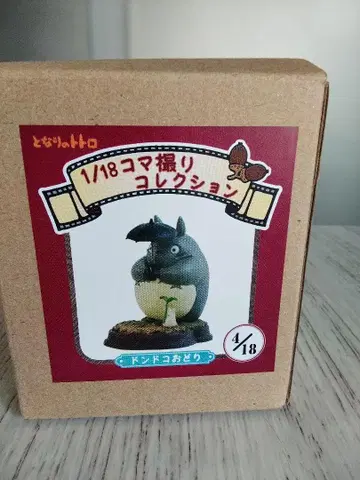 となりのトトロ
1/18コマ撮り
コレクション
ドンドコおどり
4/18